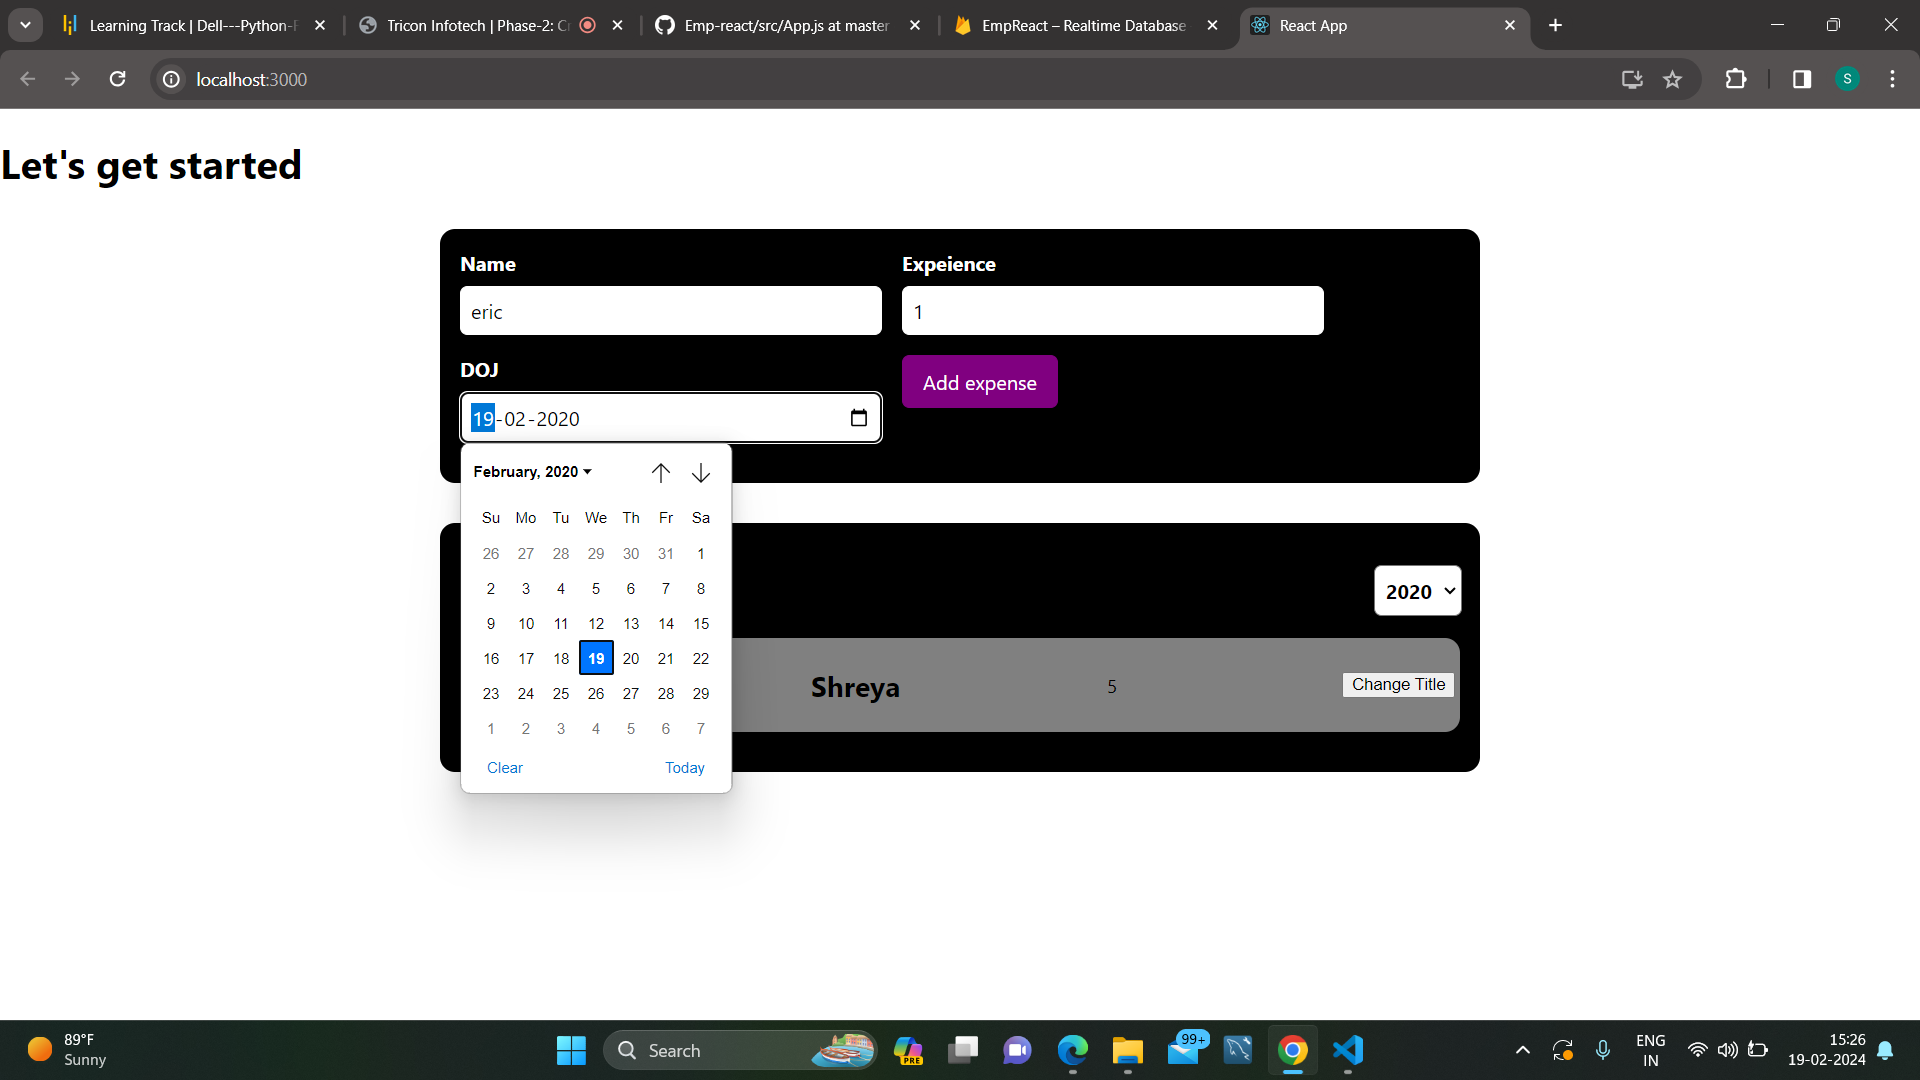 Learning Track | Dell---Python-F
Tricon Infotech | Phase-2: Cr
Emp-react/src/App.js at master
EmpReact – Realtime Database
React App
localhost:3000
S
Let's get started
Name
Expeience
eric
1
DOJ
Add expense
19-02-2020
February, 2020
Su Mo Tu We Th Fr Sa
26 27 28 29 30 31 1
2 3 4 5 6 7 8
9 10 11 12 13 14 15
16 17 18 19 20 21 22
23 24 25 26 27 28 29
1 2 3 4 5 6 7
Clear
Today
2020
Shreya
5
Change Title
89°F
Sunny
Search
PRE
99+
ENG
IN
15:26
19-02-2024